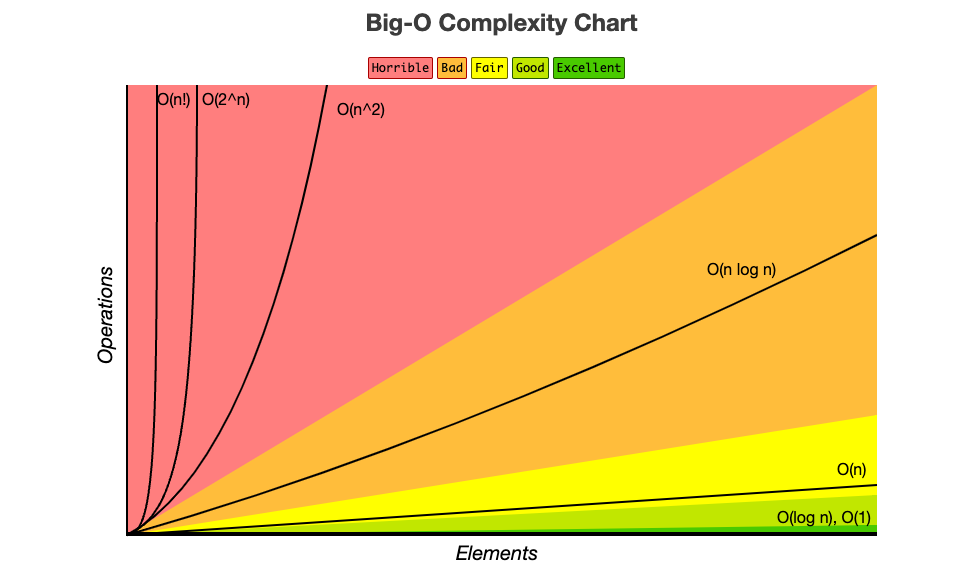 Big-O Complexity Chart
Horrible Bad Fair Good Excellent
O(n!) O(2^n)
O(n^2)
O(n log n)
Operations
O(n)
O(log n), O(1)
Elements